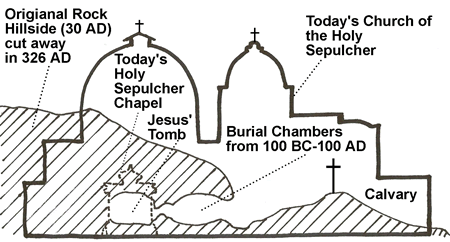 Origianal Rock
Hillside (30 AD)
cut away
in 326 AD
Today's
Holy
Sepulcher
Chapel
Jesus'
Tomb
Today's Church of
the Holy
Sepulcher
Burial Chambers
from 100 BC-100 AD
Calvary